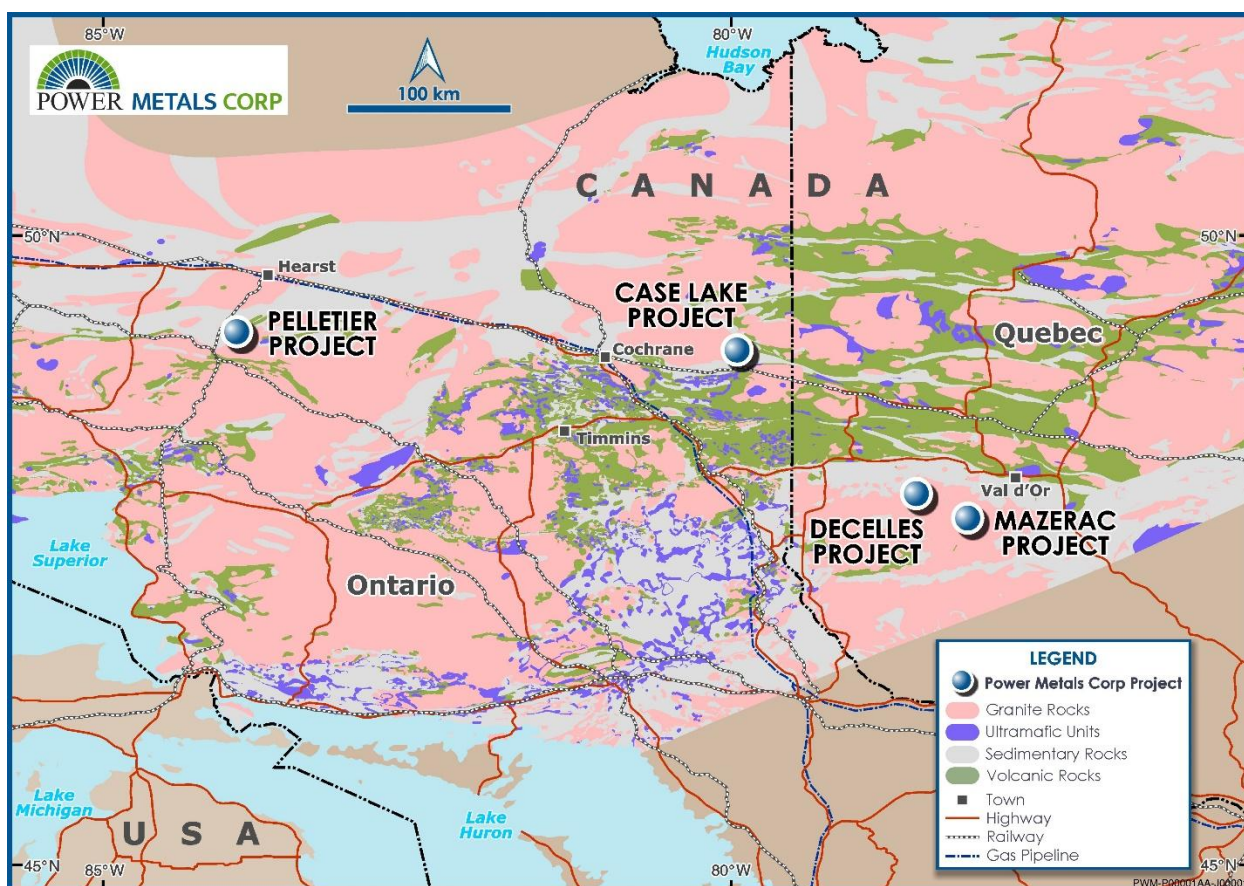 85°W
80°W
Hudson
Bay
POWER METALS CORP
100 km
CANADA
50°N
50°N
Hearst
CASE LAKE
PROJECT
PELLETIER
PROJECT
Quebec
Cochrane
Timmins
Val d'Or
DECELLES
PROJECT
MAZERAC
PROJECT
Lake
Superior
Ontario
LEGEND
Power Metals Corp Project
Granite Rocks
Ultramafic Units
Sedimentary Rocks
Volcanic Rocks
Town
Highway
Railway
Gas Pipeline
Lake
Michigan
USA
Lake
Huron
45°N
85°W
80°W
45°N